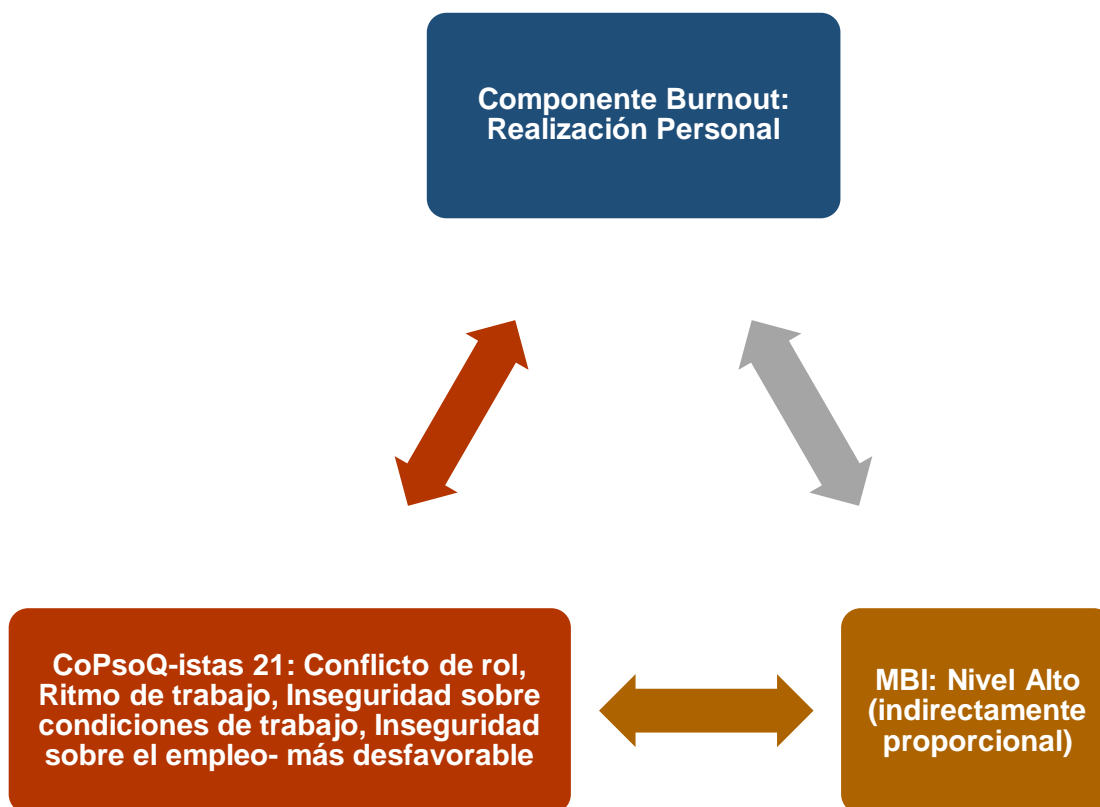 Componente Burnout:
Realización Personal
CoPsoQ-istas 21: Conflicto de rol,
Ritmo de trabajo, Inseguridad sobre
condiciones de trabajo, Inseguridad
sobre el empleo- más desfavorable
MBI: Nivel Alto
(indirectamente
proporcional)